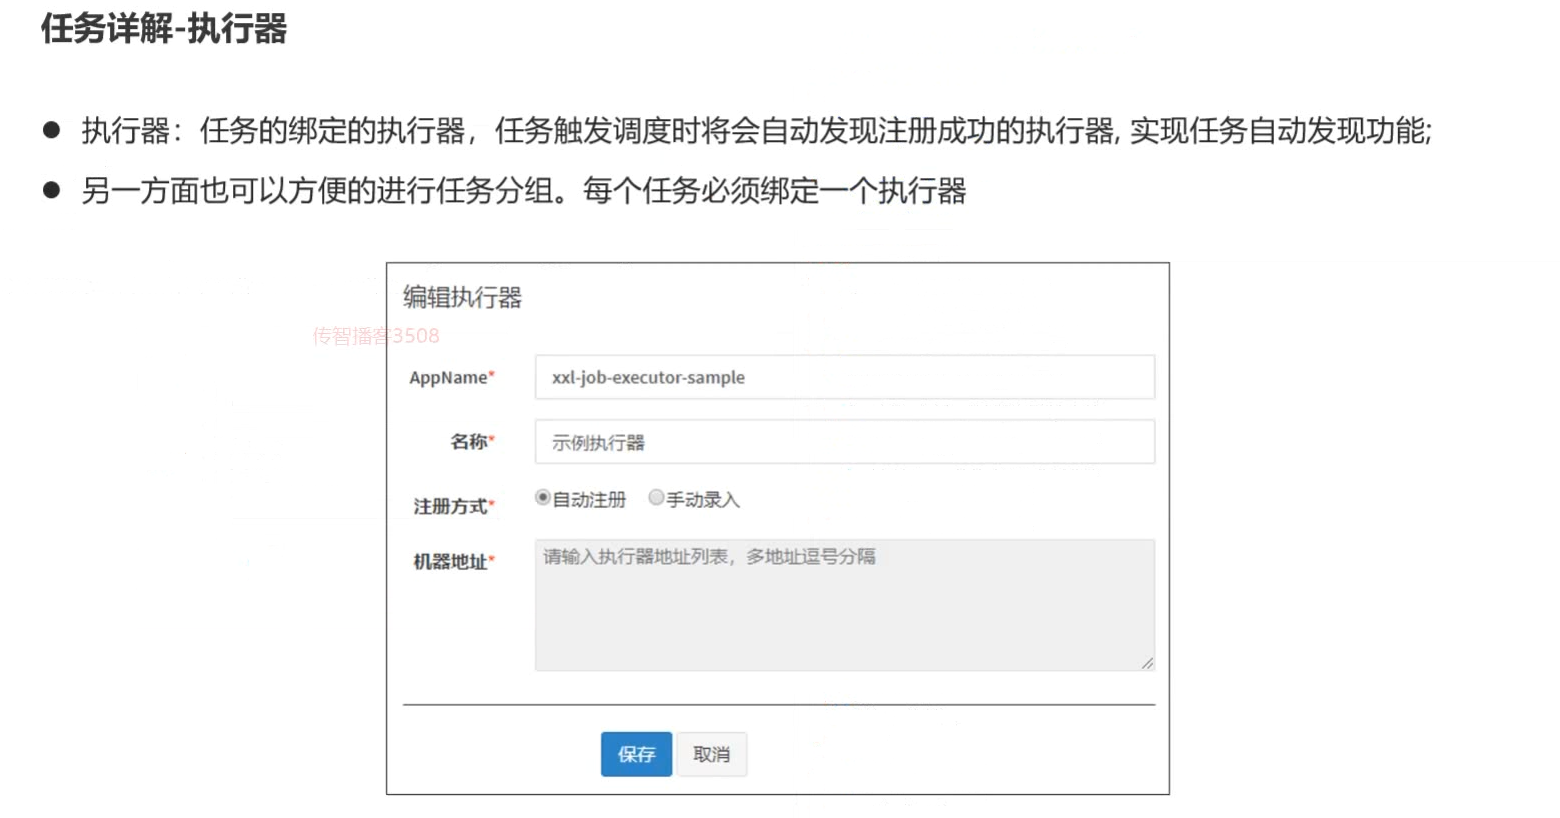 任务详解-执行器
执行器：任务的绑定的执行器，任务触发调度时将会自动发现注册成功的执行器, 实现任务自动发现功能;
另一方面也可以方便的进行任务分组。每个任务必须绑定一个执行器
编辑执行器
传智播客3508
AppName* xxl-job-executor-sample
名称* 示例执行器
注册方式* 自动注册 手动录入
机器地址* 请输入执行器地址列表，多地址逗号分隔
保存 取消